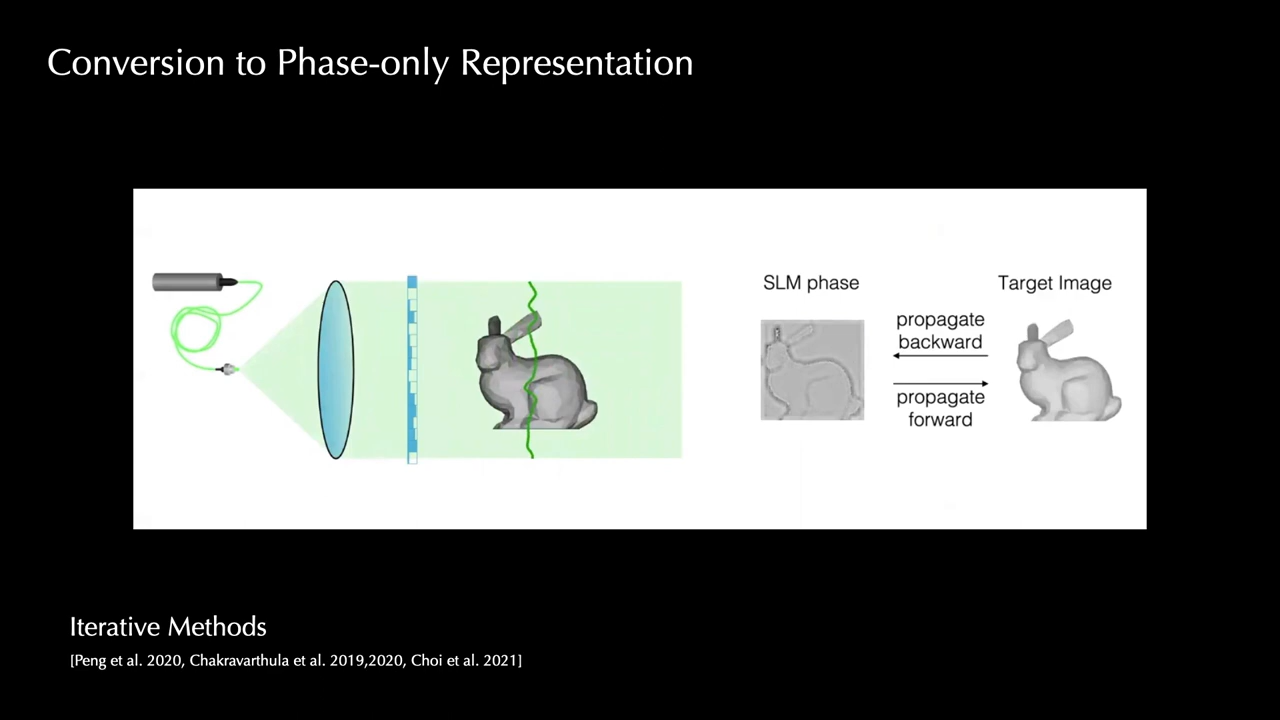 Conversion to Phase-only Representation
SLM phase
Target Image
propagate
backward
propagate
forward
Iterative Methods
[Peng et al. 2020, Chakravarthula et al. 2019,2020, Choi et al. 2021]